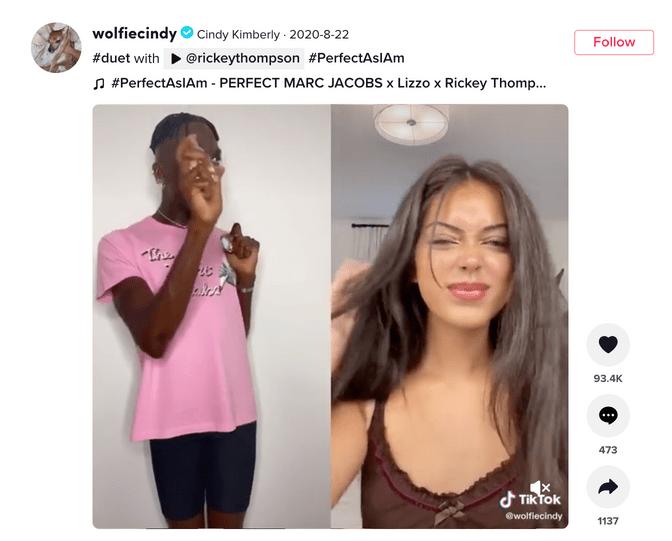 wolfiecindy Cindy Kimberly · 2020-8-22
Follow
#duet with ▶ @rickeythompson #PerfectAsIAm
♫ #PerfectAsIAm - PERFECT MARC JACOBS x Lizzo x Rickey Thomp...
The
93.4K
473
1137
TikTok
@wolfiecindy